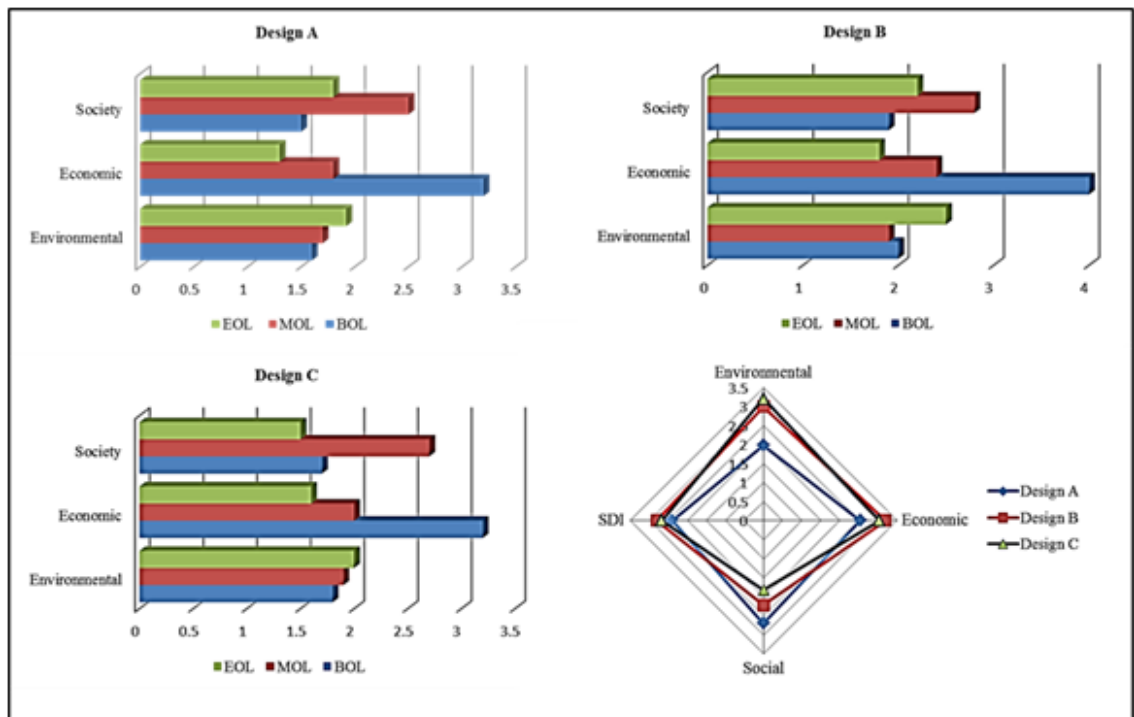 Design A
Society
Economic
Environmental
0 0.5 1 1.5 2 2.5 3 3.5
EOL MOL BOL
Design B
Society
Economic
Environmental
0 1 2 3 4
EOL MOL BOL
Design C
Society
Economic
Environmental
0 0.5 1 1.5 2 2.5 3 3.5
EOL MOL BOL
Environmental
3.5
3
2.5
2
1.5
1
0.5
0
SDI
Economic
Social
Design A
Design B
Design C